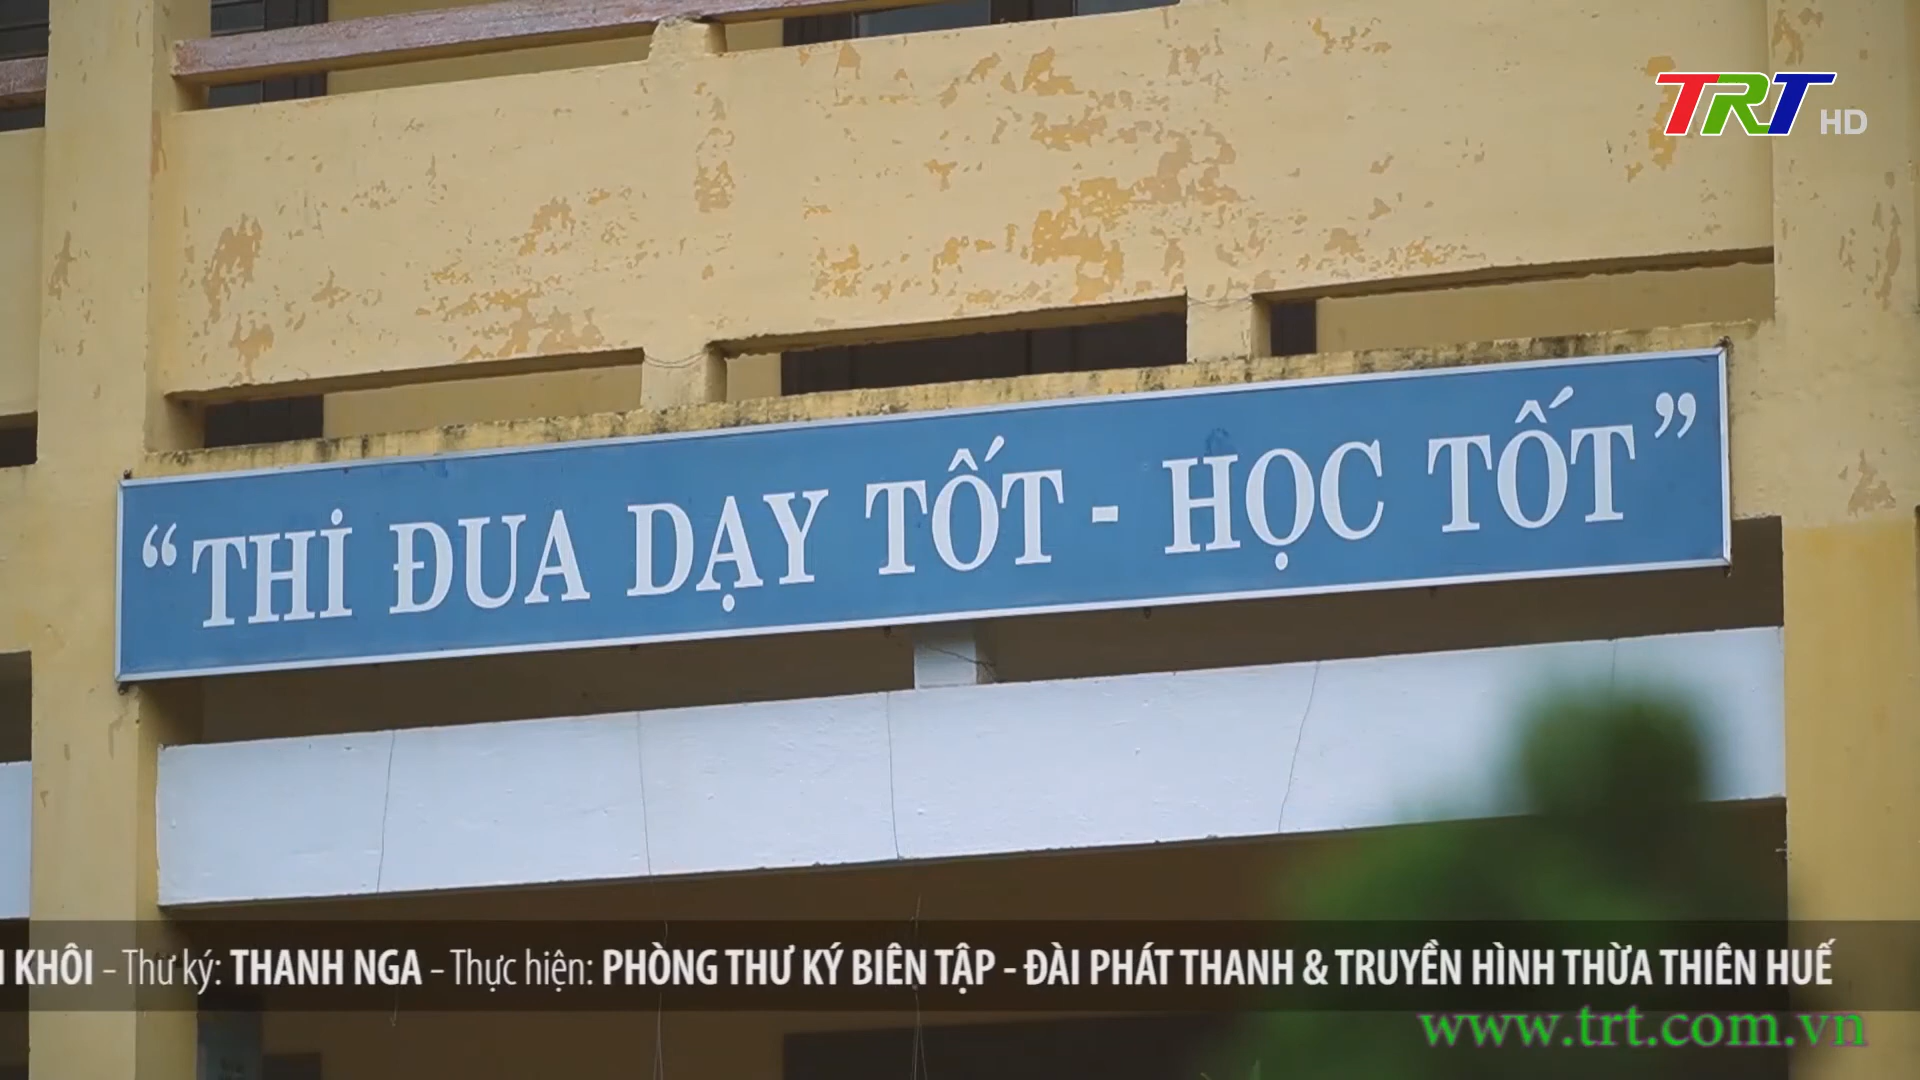 TRT HD
“THI ĐUA DẠY TỐT - HỌC TỐT”
KHÔI – Thư ký: THANH NGA – Thực hiện: PHÒNG THƯ KÝ BIÊN TẬP - ĐÀI PHÁT THANH & TRUYỀN HÌNH THỪA THIÊN HUẾ
www.trt.com.vn